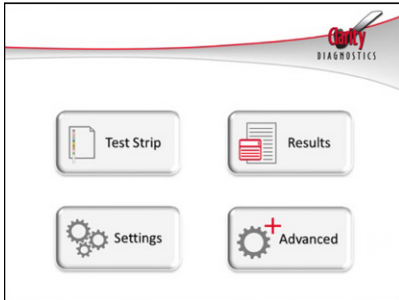 Clarity
DIAGNOSTICS
Test Strip
Results
Settings
Advanced